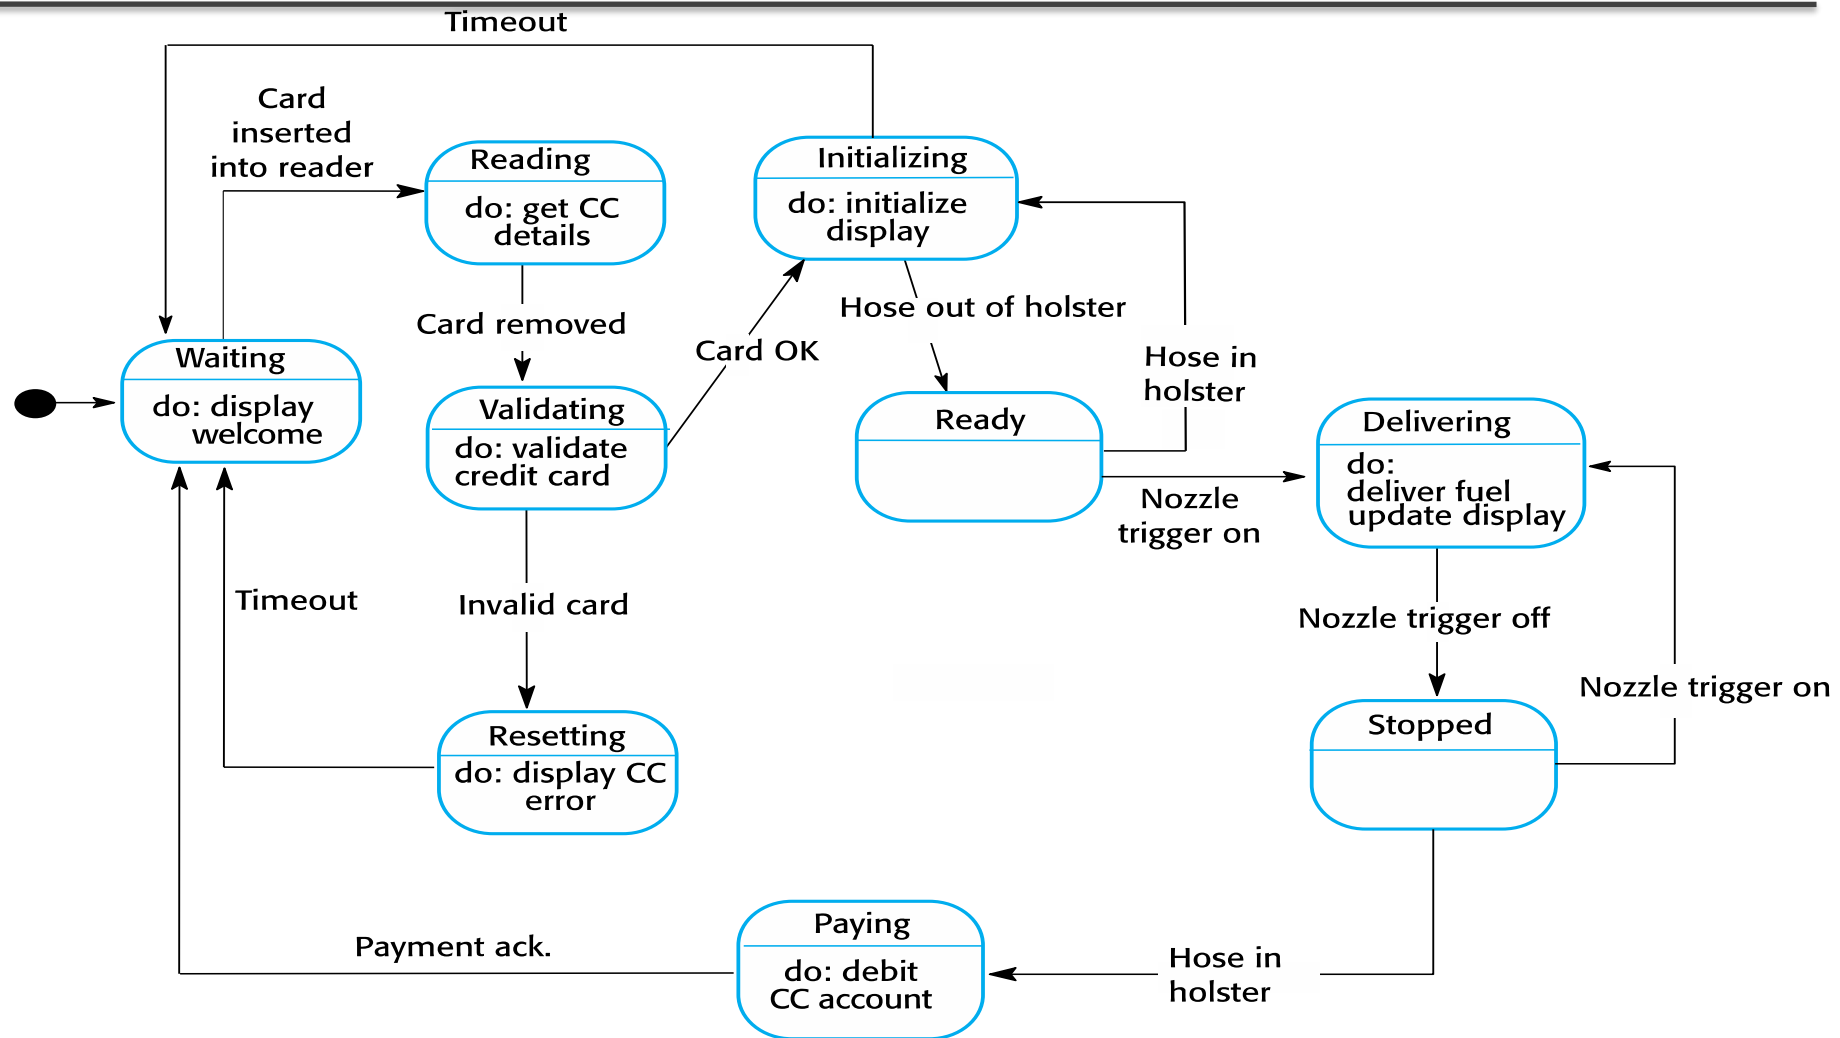 Timeout
Card
inserted
into reader
Reading
do: get CC
details
Initializing
do: initialize
display
Card removed
Hose out of holster
Card OK
Hose in
holster
Waiting
do: display
welcome
Validating
do: validate
credit card
Ready
Delivering
do:
deliver fuel
update display
Nozzle
trigger on
Timeout
Invalid card
Nozzle trigger off
Nozzle trigger on
Resetting
do: display CC
error
Stopped
Payment ack.
Paying
do: debit
CC account
Hose in
holster